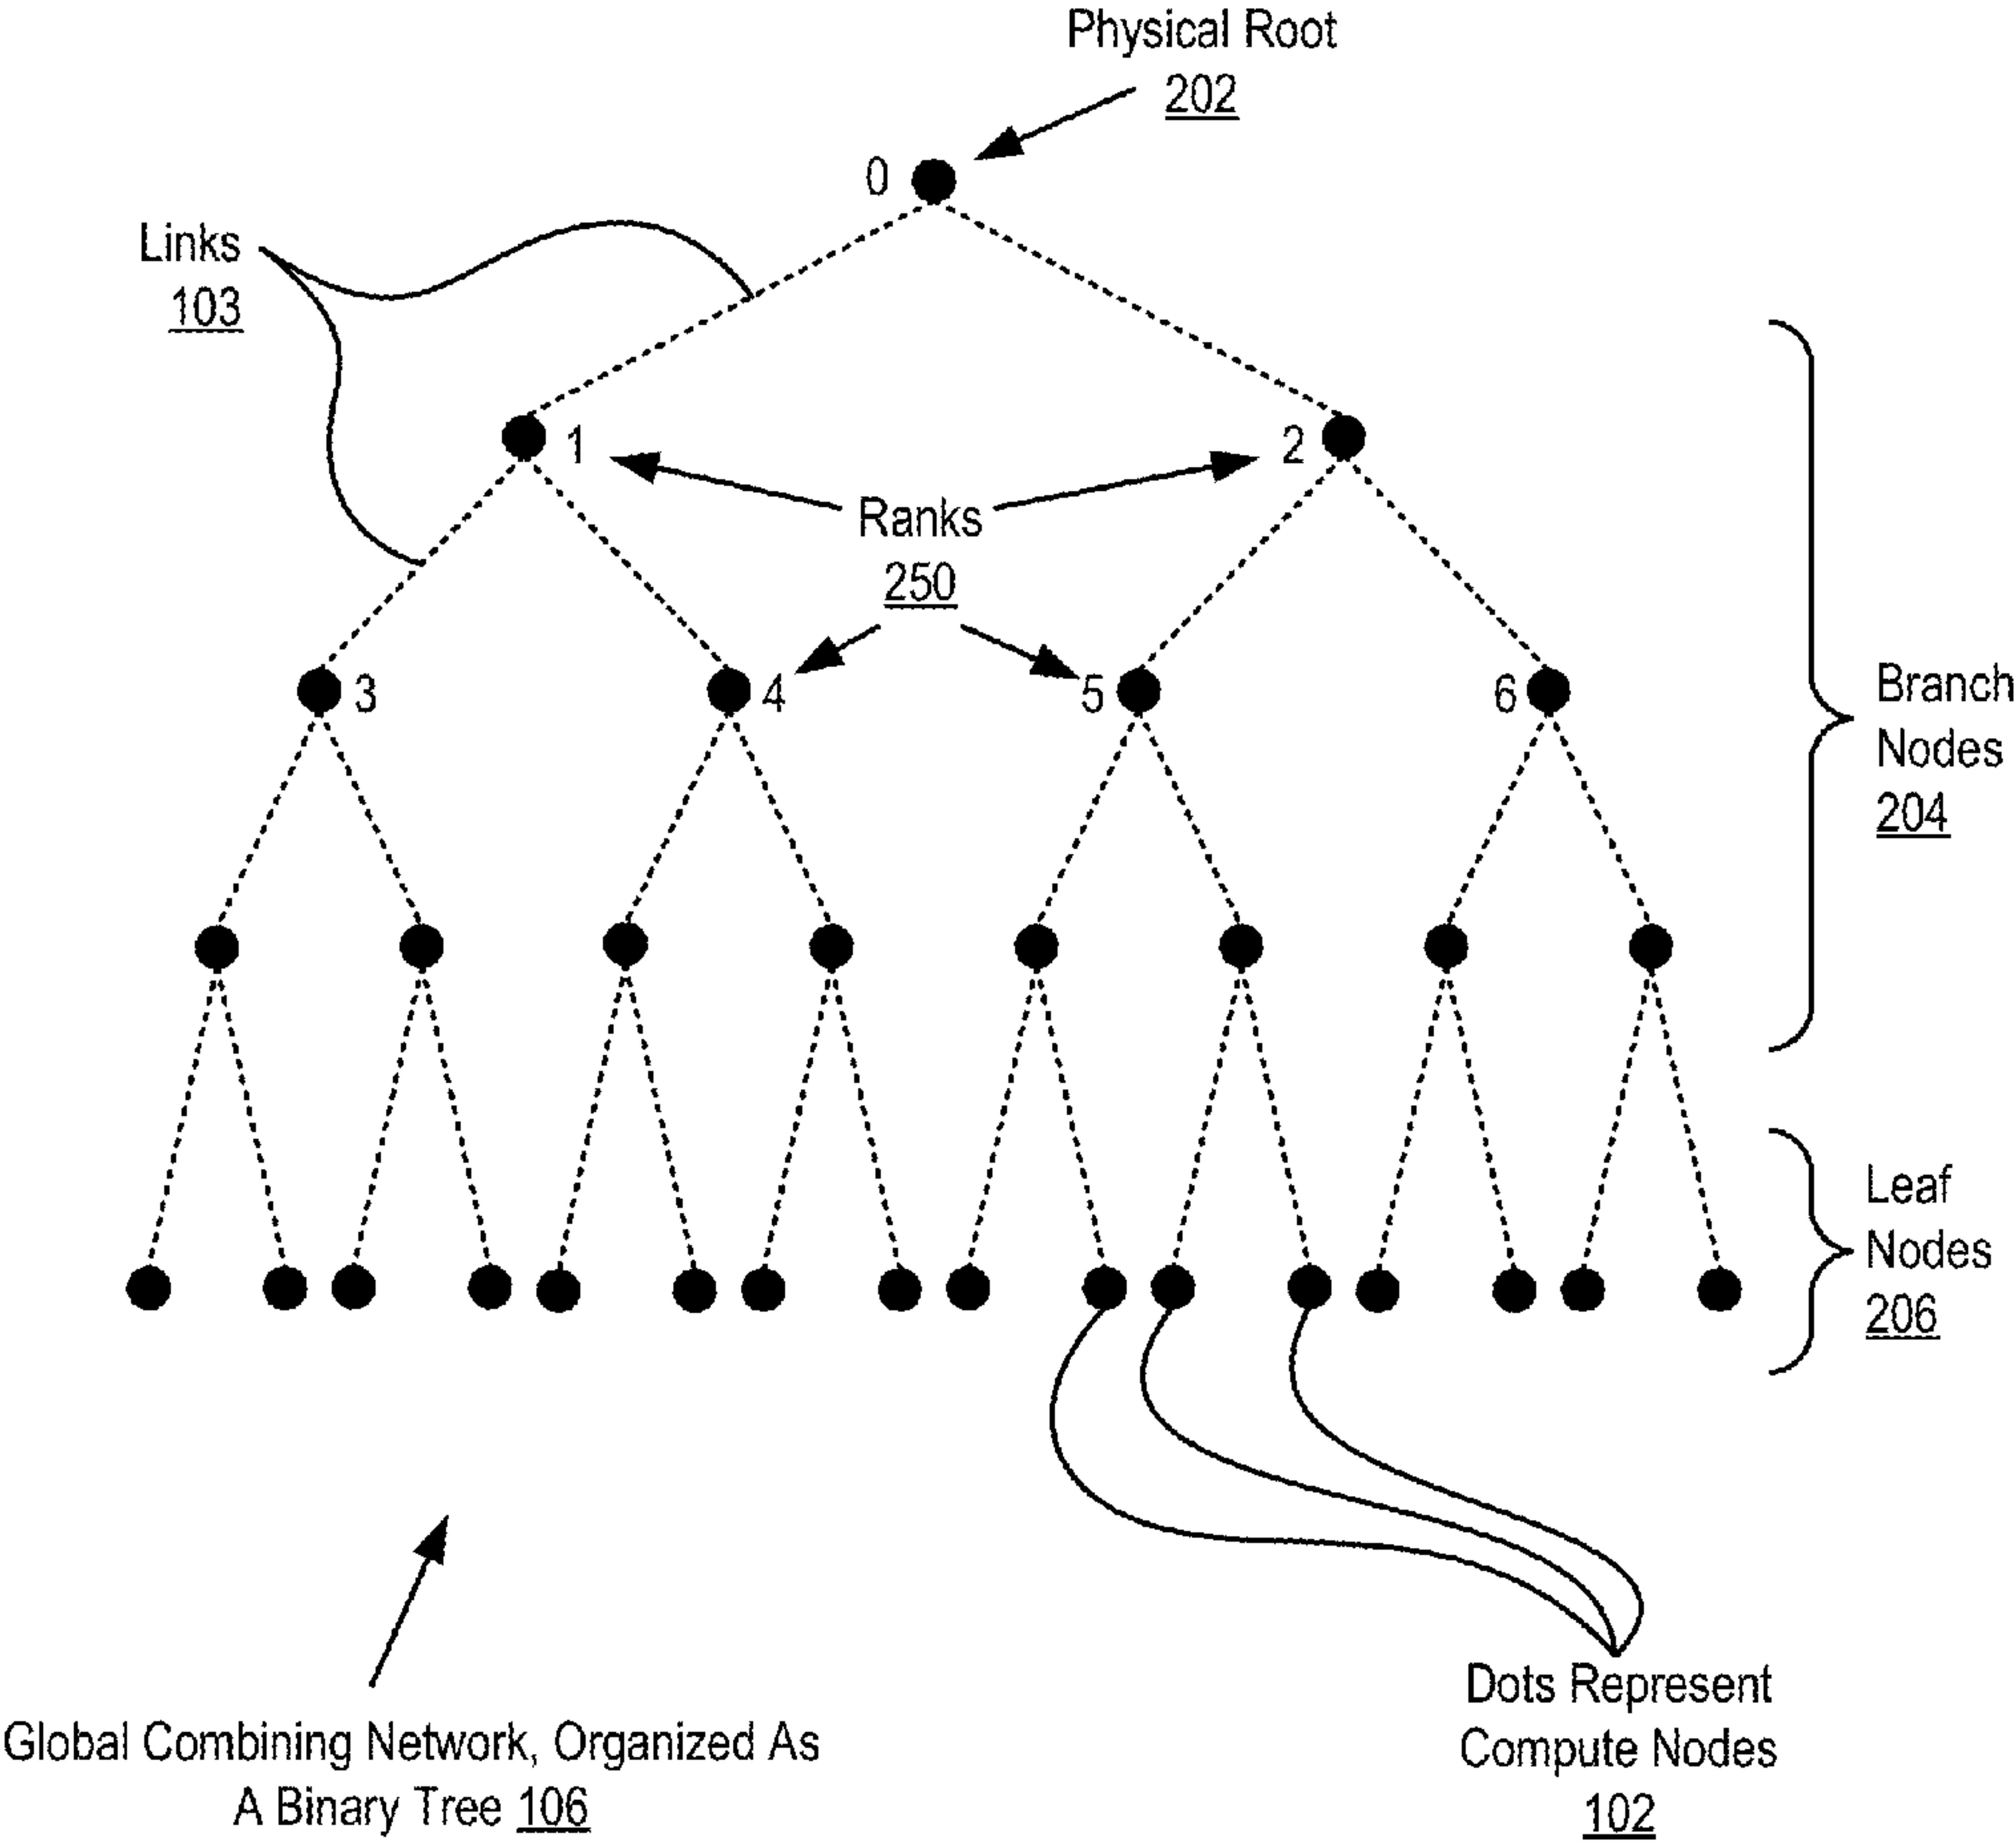 Physical Root
202
0
Links
103
1
2
Ranks
250
3
4
5
6
Branch
Nodes
204
Leaf
Nodes
206
Global Combining Network, Organized As
A Binary Tree 106
Dots Represent
Compute Nodes
102